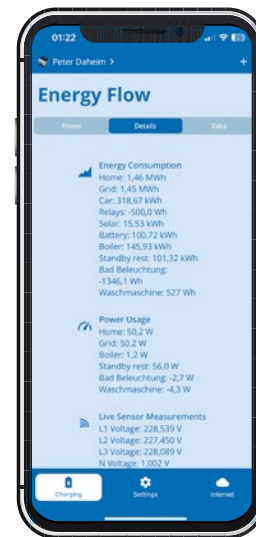 01:22
Peter Daheim >
+
Energy Flow
Power
Details
Data
Energy Consumption
Home: 1,46 MWh
Grid: 1,45 MWh
Car: 318,67 kWh
Relays: -500,0 Wh
Solar: 15,53 kWh
Battery: 100,72 kWh
Boiler: 145,93 kWh
Standby rest: 101,32 kWh
Bad Beleuchtung:
-1346,1 Wh
Waschmaschine: 527 Wh
Power Usage
Home: 50,2 W
Grid: 50,2 W
Boiler: 1,2 W
Standby rest: 56,0 W
Bad Beleuchtung: -2,7 W
Waschmaschine: -4,3 W
Live Sensor Measurements
L1 Voltage: 228,539 V
L2 Voltage: 227,450 V
L3 Voltage: 228,089 V
N Voltage: 1,002 V
Charging
Settings
Internet